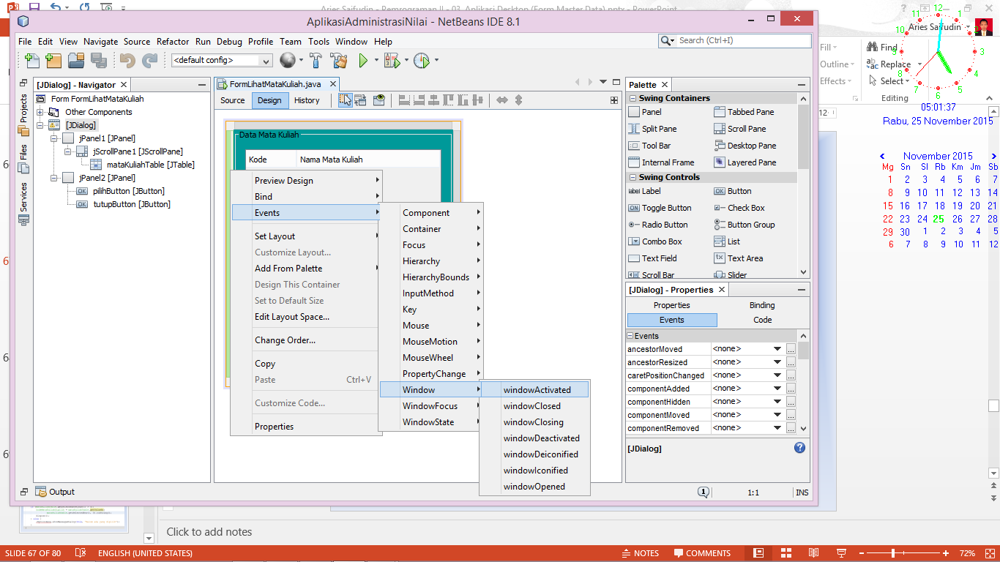 Aries Saifudin - Pemrograman II - 03. Aplikasi Desktop (Form Master Data).pptx - PowerPoint
AplikasiAdministrasiNilai - NetBeans IDE 8.1
Aries Saifudin
File Edit View Navigate Source Refactor Run Debug Profile Team Tools Window Help
Search (Ctrl+I)
<default config>
Fill
Outline
Effects
Find
Replace
Select
Editing
12 1 2 3 4 5 6 7 8 9 10 11
05:01:37
Rabu, 25 November 2015
November 2015
Mg Sn Sl Rb Km Jm Sb
1 2 3 4 5 6 7
8 9 10 11 12 13 14
15 16 17 18 19 20 21
22 23 24 25 26 27 28
29 30 1 2 3 4 5
6 7 8 9 10 11 12
Projects
Files
Services
[JDialog] - Navigator
Form FormLihatMataKuliah
Other Components
[JDialog]
jPanel1 [JPanel]
jScrollPane1 [JScrollPane]
mataKuliahTable [JTable]
jPanel2 [JPanel]
pilihButton [JButton]
tutupButton [JButton]
FormLihatMataKuliah.java
Source Design History
Data Mata Kuliah
Kode Nama Mata Kuliah
Preview Design
Bind
Events
Set Layout
Customize Layout...
Add From Palette
Design This Container
Set to Default Size
Edit Layout Space...
Change Order...
Copy
Paste Ctrl+V
Customize Code...
Properties
Component
Container
Focus
Hierarchy
HierarchyBounds
InputMethod
Key
Mouse
MouseMotion
MouseWheel
PropertyChange
Window
WindowFocus
WindowState
windowActivated
windowClosed
windowClosing
windowDeactivated
windowDeiconified
windowIconified
windowOpened
Palette
Swing Containers
Panel Tabbed Pane
Split Pane Scroll Pane
Tool Bar Desktop Pane
Internal Frame Layered Pane
Swing Controls
label Label OK Button
ON Toggle Button Check Box
Radio Button Button Group
Combo Box List
Text Field Text Area
Scroll Bar Slider
[JDialog] - Properties
Properties Binding
Events Code
Events
ancestorMoved <none> ...
ancestorResized <none> ...
caretPositionChanged <none> ...
componentAdded <none> ...
componentHidden <none> ...
componentMoved <none> ...
componentRemoved <none> ...
[JDialog]
Output
1:1 INS
Click to add notes
SLIDE 67 OF 80 ENGLISH (UNITED STATES) NOTES COMMENTS 72%